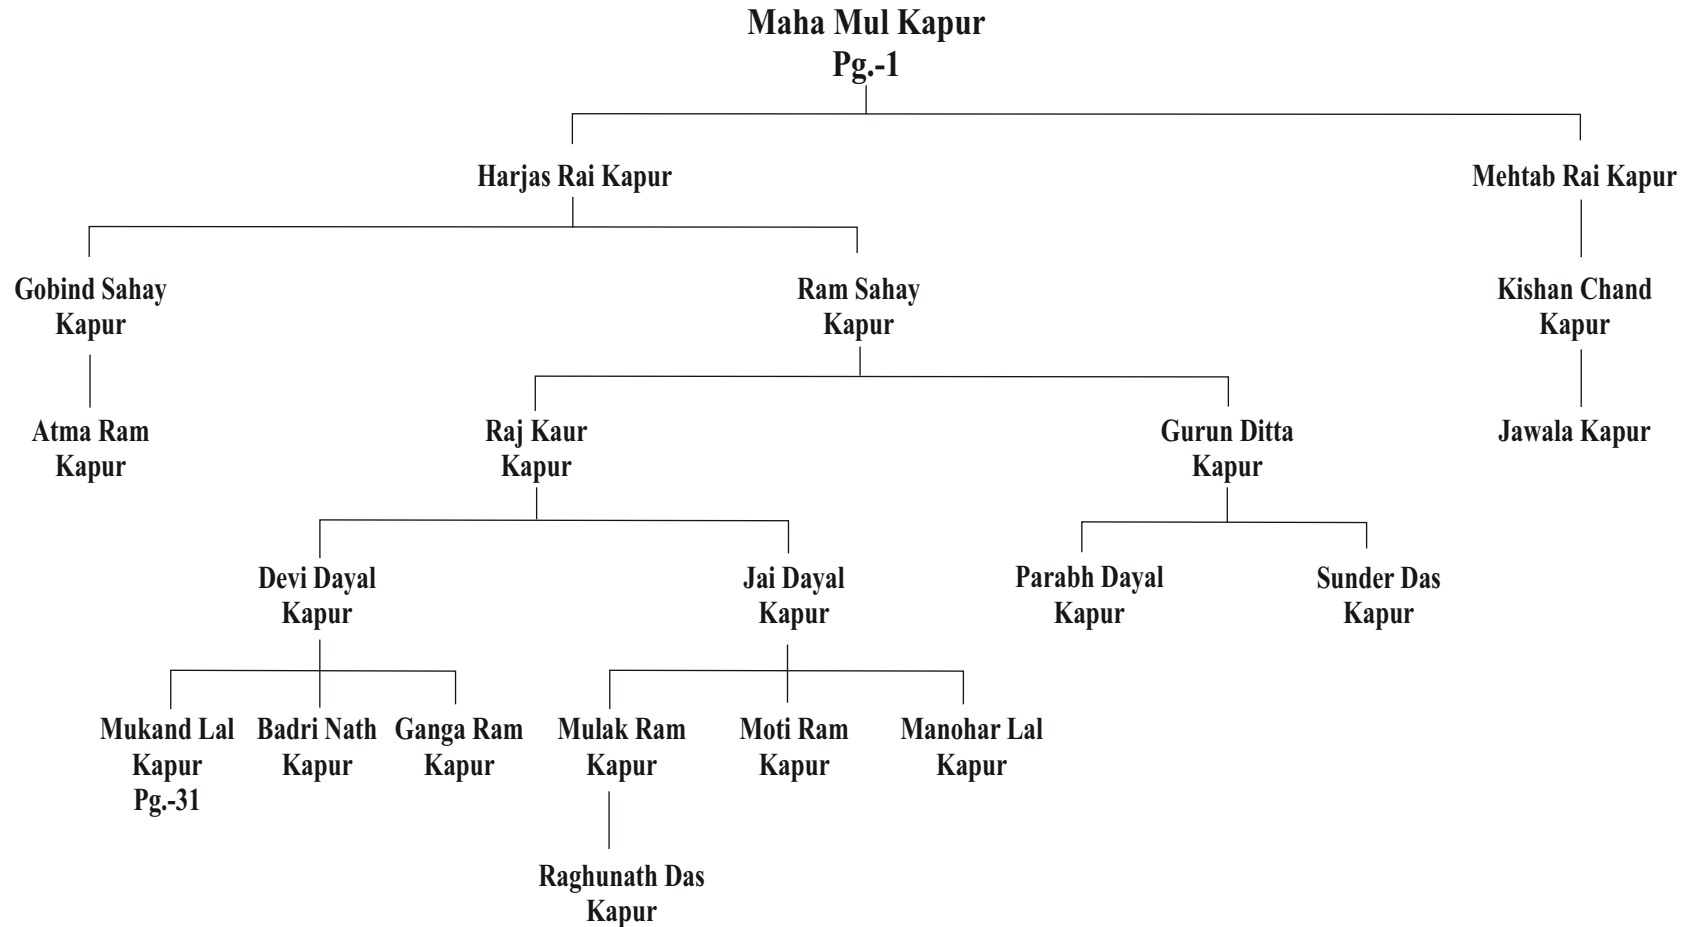 Maha Mul Kapur
Pg.-1
Harjas Rai Kapur
Mehtab Rai Kapur
Gobind Sahay
Kapur
Ram Sahay
Kapur
Kishan Chand
Kapur
Atma Ram
Kapur
Raj Kaur
Kapur
Gurun Ditta
Kapur
Jawala Kapur
Devi Dayal
Kapur
Jai Dayal
Kapur
Parabh Dayal
Kapur
Sunder Das
Kapur
Mukand Lal
Kapur
Pg.-31
Badri Nath
Kapur
Ganga Ram
Kapur
Mulak Ram
Kapur
Moti Ram
Kapur
Manohar Lal
Kapur
Raghunath Das
Kapur